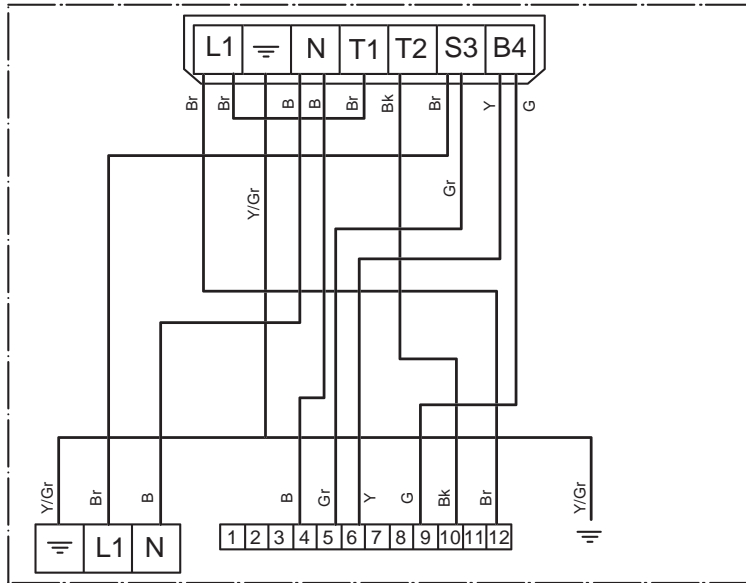 L1 N T1 T2 S3 B4
Br Br B B Br Bk Br Y G
Y/Gr Gr
Y/Gr Br B B Gr Y G Bk Br Y/Gr
L1 N
1 2 3 4 5 6 7 8 9 10 11 12